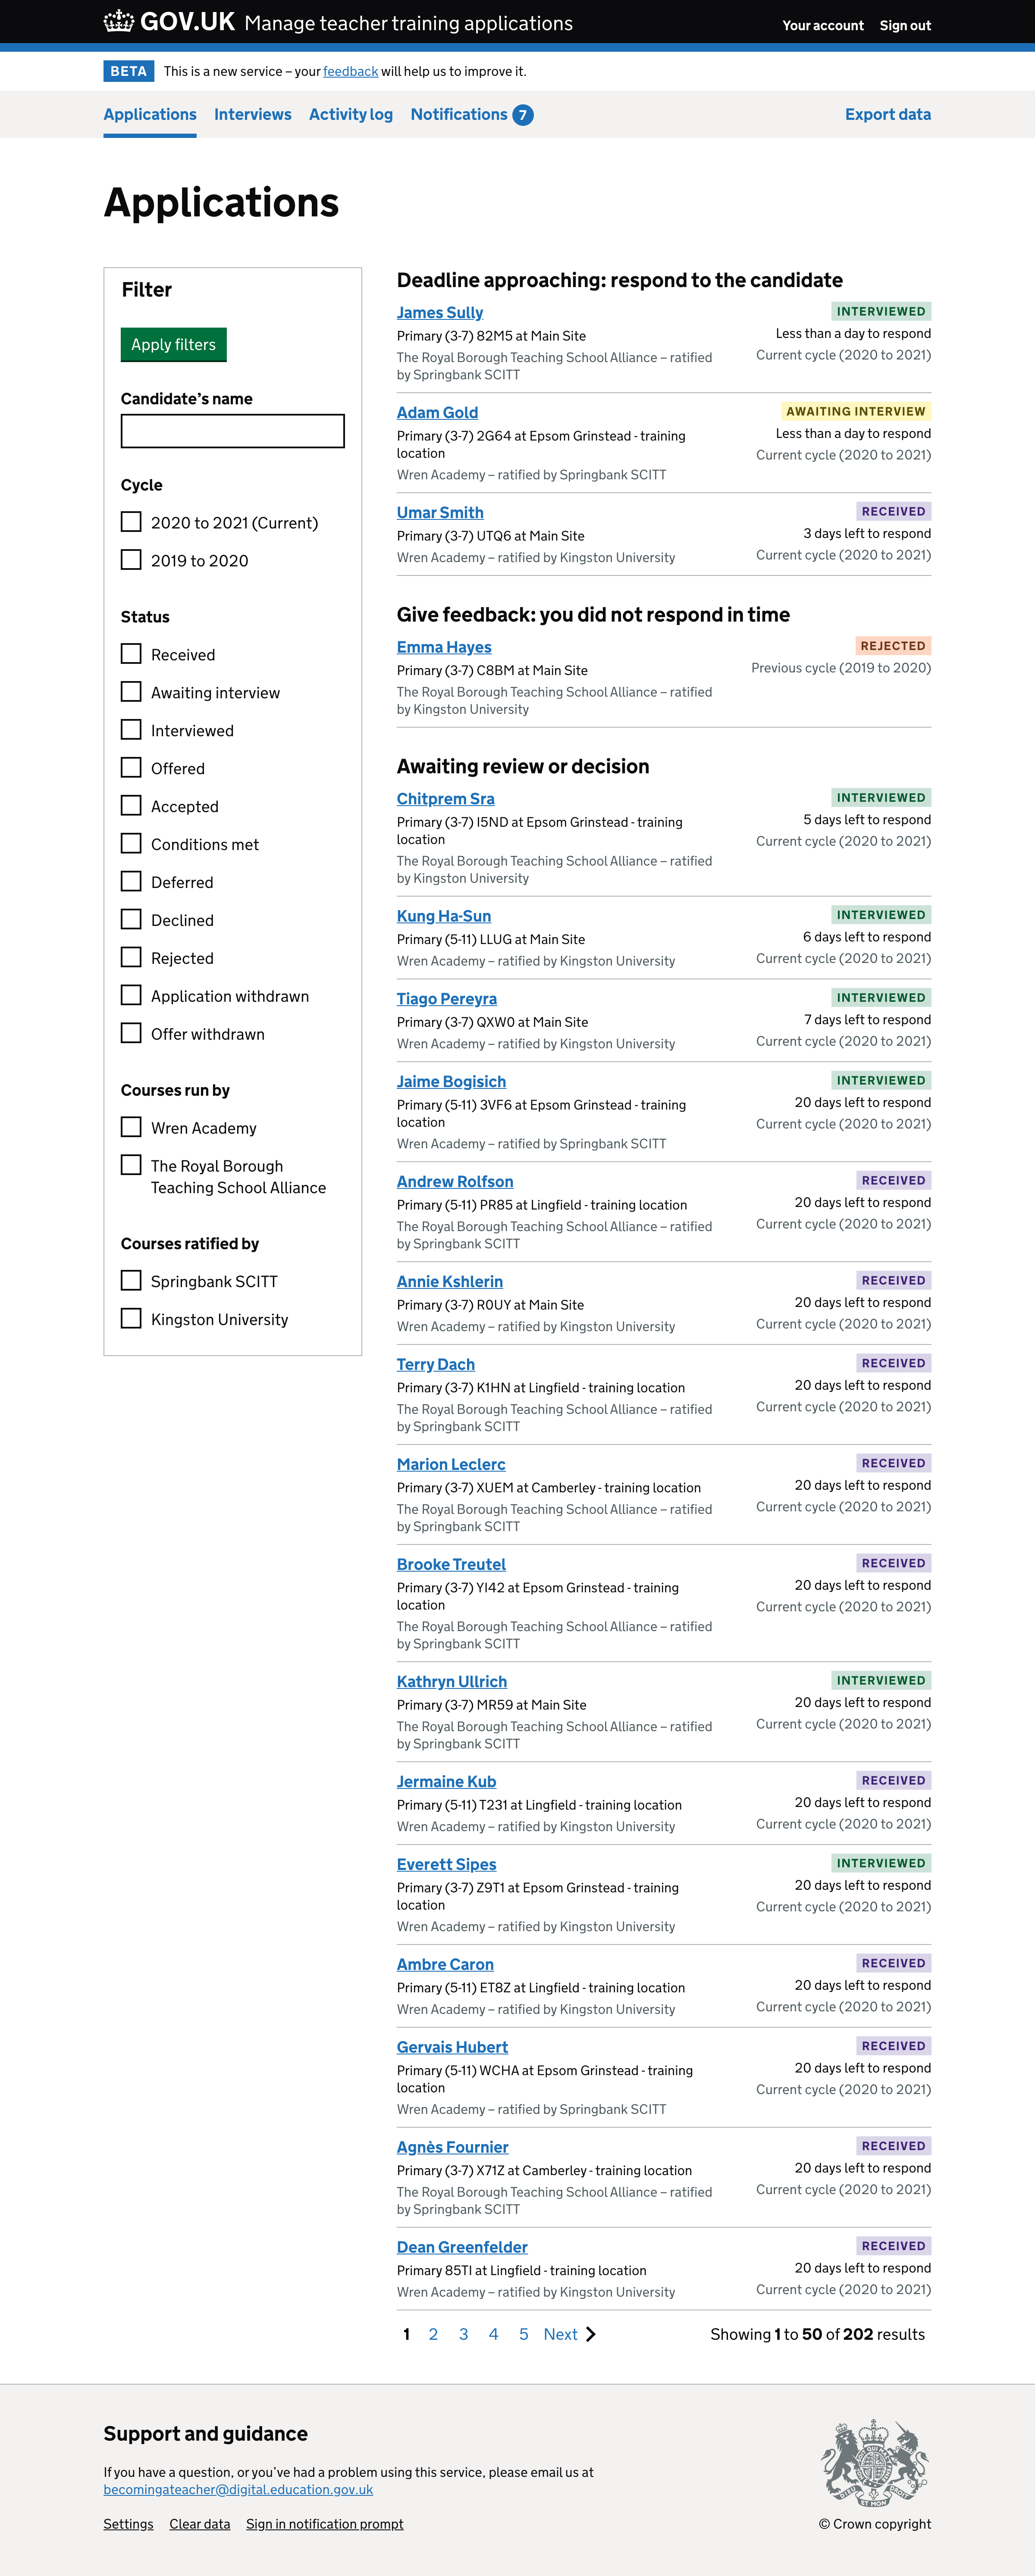 GOV.UK Manage teacher training applications
Your account Sign out
BETA This is a new service – your feedback will help us to improve it.
Applications Interviews Activity log Notifications 7 Export data
Applications
Filter
Apply filters
Candidate’s name
Cycle
2020 to 2021 (Current)
2019 to 2020
Status
Received
Awaiting interview
Interviewed
Offered
Accepted
Conditions met
Deferred
Declined
Rejected
Application withdrawn
Offer withdrawn
Courses run by
Wren Academy
The Royal Borough
Teaching School Alliance
Courses ratified by
Springbank SCITT
Kingston University
Deadline approaching: respond to the candidate
James Sully
Primary (3-7) 82M5 at Main Site
The Royal Borough Teaching School Alliance – ratified
by Springbank SCITT
INTERVIEWED
Less than a day to respond
Current cycle (2020 to 2021)
Adam Gold
Primary (3-7) 2G64 at Epsom Grinstead - training
location
Wren Academy – ratified by Springbank SCITT
AWAITING INTERVIEW
Less than a day to respond
Current cycle (2020 to 2021)
Umar Smith
Primary (3-7) UTQ6 at Main Site
Wren Academy – ratified by Kingston University
RECEIVED
3 days left to respond
Current cycle (2020 to 2021)
Give feedback: you did not respond in time
Emma Hayes
Primary (3-7) C8BM at Main Site
The Royal Borough Teaching School Alliance – ratified
by Kingston University
REJECTED
Previous cycle (2019 to 2020)
Awaiting review or decision
Chitprem Sra
Primary (3-7) I5ND at Epsom Grinstead - training
location
The Royal Borough Teaching School Alliance – ratified
by Kingston University
INTERVIEWED
5 days left to respond
Current cycle (2020 to 2021)
Kung Ha-Sun
Primary (5-11) LLUG at Main Site
Wren Academy – ratified by Kingston University
INTERVIEWED
6 days left to respond
Current cycle (2020 to 2021)
Tiago Pereyra
Primary (3-7) QXW0 at Main Site
Wren Academy – ratified by Kingston University
INTERVIEWED
7 days left to respond
Current cycle (2020 to 2021)
Jaime Bogisich
Primary (5-11) 3VF6 at Epsom Grinstead - training
location
Wren Academy – ratified by Springbank SCITT
INTERVIEWED
20 days left to respond
Current cycle (2020 to 2021)
Andrew Rolfson
Primary (5-11) PR85 at Lingfield - training location
The Royal Borough Teaching School Alliance – ratified
by Springbank SCITT
RECEIVED
20 days left to respond
Current cycle (2020 to 2021)
Annie Kshlerin
Primary (3-7) R0UY at Main Site
Wren Academy – ratified by Kingston University
RECEIVED
20 days left to respond
Current cycle (2020 to 2021)
Terry Dach
Primary (3-7) K1HN at Lingfield - training location
The Royal Borough Teaching School Alliance – ratified
by Springbank SCITT
RECEIVED
20 days left to respond
Current cycle (2020 to 2021)
Marion Leclerc
Primary (3-7) XUEM at Camberley - training location
The Royal Borough Teaching School Alliance – ratified
by Springbank SCITT
RECEIVED
20 days left to respond
Current cycle (2020 to 2021)
Brooke Treutel
Primary (3-7) YI42 at Epsom Grinstead - training
location
The Royal Borough Teaching School Alliance – ratified
by Springbank SCITT
RECEIVED
20 days left to respond
Current cycle (2020 to 2021)
Kathryn Ullrich
Primary (3-7) MR59 at Main Site
The Royal Borough Teaching School Alliance – ratified
by Springbank SCITT
INTERVIEWED
20 days left to respond
Current cycle (2020 to 2021)
Jermaine Kub
Primary (5-11) T231 at Lingfield - training location
Wren Academy – ratified by Kingston University
RECEIVED
20 days left to respond
Current cycle (2020 to 2021)
Everett Sipes
Primary (3-7) Z9T1 at Epsom Grinstead - training
location
Wren Academy – ratified by Kingston University
INTERVIEWED
20 days left to respond
Current cycle (2020 to 2021)
Ambre Caron
Primary (5-11) ET8Z at Lingfield - training location
Wren Academy – ratified by Kingston University
RECEIVED
20 days left to respond
Current cycle (2020 to 2021)
Gervais Hubert
Primary (5-11) WCHA at Epsom Grinstead - training
location
Wren Academy – ratified by Springbank SCITT
RECEIVED
20 days left to respond
Current cycle (2020 to 2021)
Agnès Fournier
Primary (3-7) X71Z at Camberley - training location
The Royal Borough Teaching School Alliance – ratified
by Springbank SCITT
RECEIVED
20 days left to respond
Current cycle (2020 to 2021)
Dean Greenfelder
Primary 85TI at Lingfield - training location
Wren Academy – ratified by Kingston University
RECEIVED
20 days left to respond
Current cycle (2020 to 2021)
1 2 3 4 5 Next
Showing 1 to 50 of 202 results
Support and guidance
If you have a question, or you’ve had a problem using this service, please email us at
becomingateacher@digital.education.gov.uk
Settings Clear data Sign in notification prompt
© Crown copyright